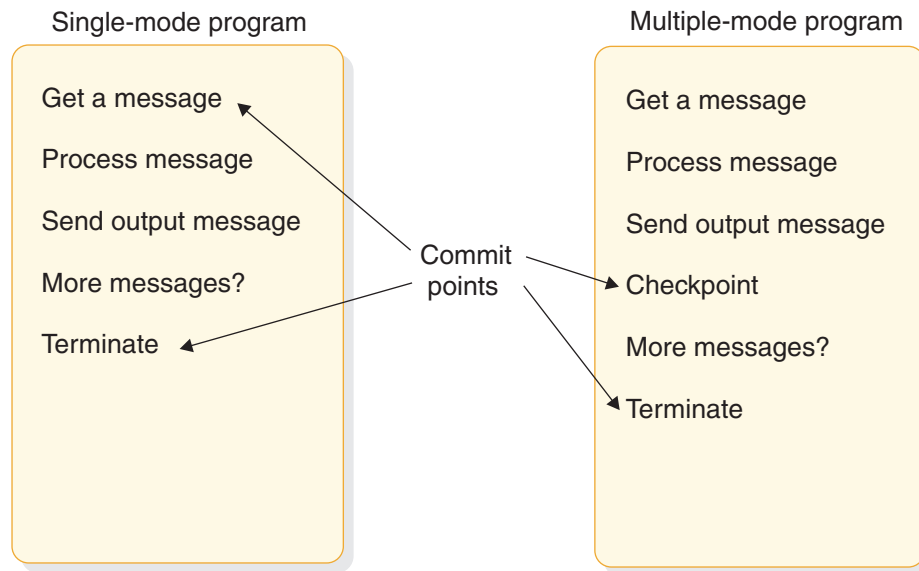 Single-mode program
Get a message
Process message
Send output message
More messages?
Terminate
Commit
points
Multiple-mode program
Get a message
Process message
Send output message
Checkpoint
More messages?
Terminate